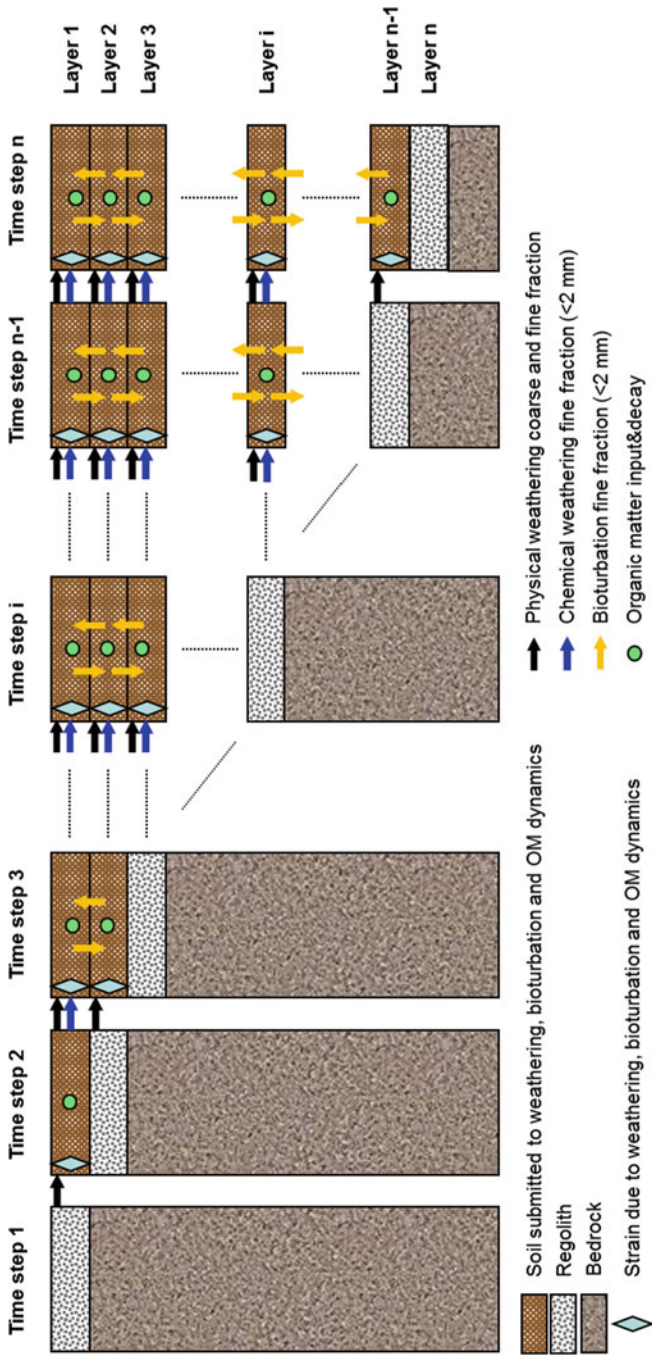 Time step 1
Time step 2
Time step 3
Time step i
Time step n-1
Time step n
Layer 1
Layer 2
Layer 3
Layer i
Layer n-1
Layer n
Soil submitted to weathering, bioturbation and OM dynamics
Regolith
Bedrock
Strain due to weathering, bioturbation and OM dynamics
Physical weathering coarse and fine fraction
Chemical weathering fine fraction (<2 mm)
Bioturbation fine fraction (<2 mm)
Organic matter input&decay